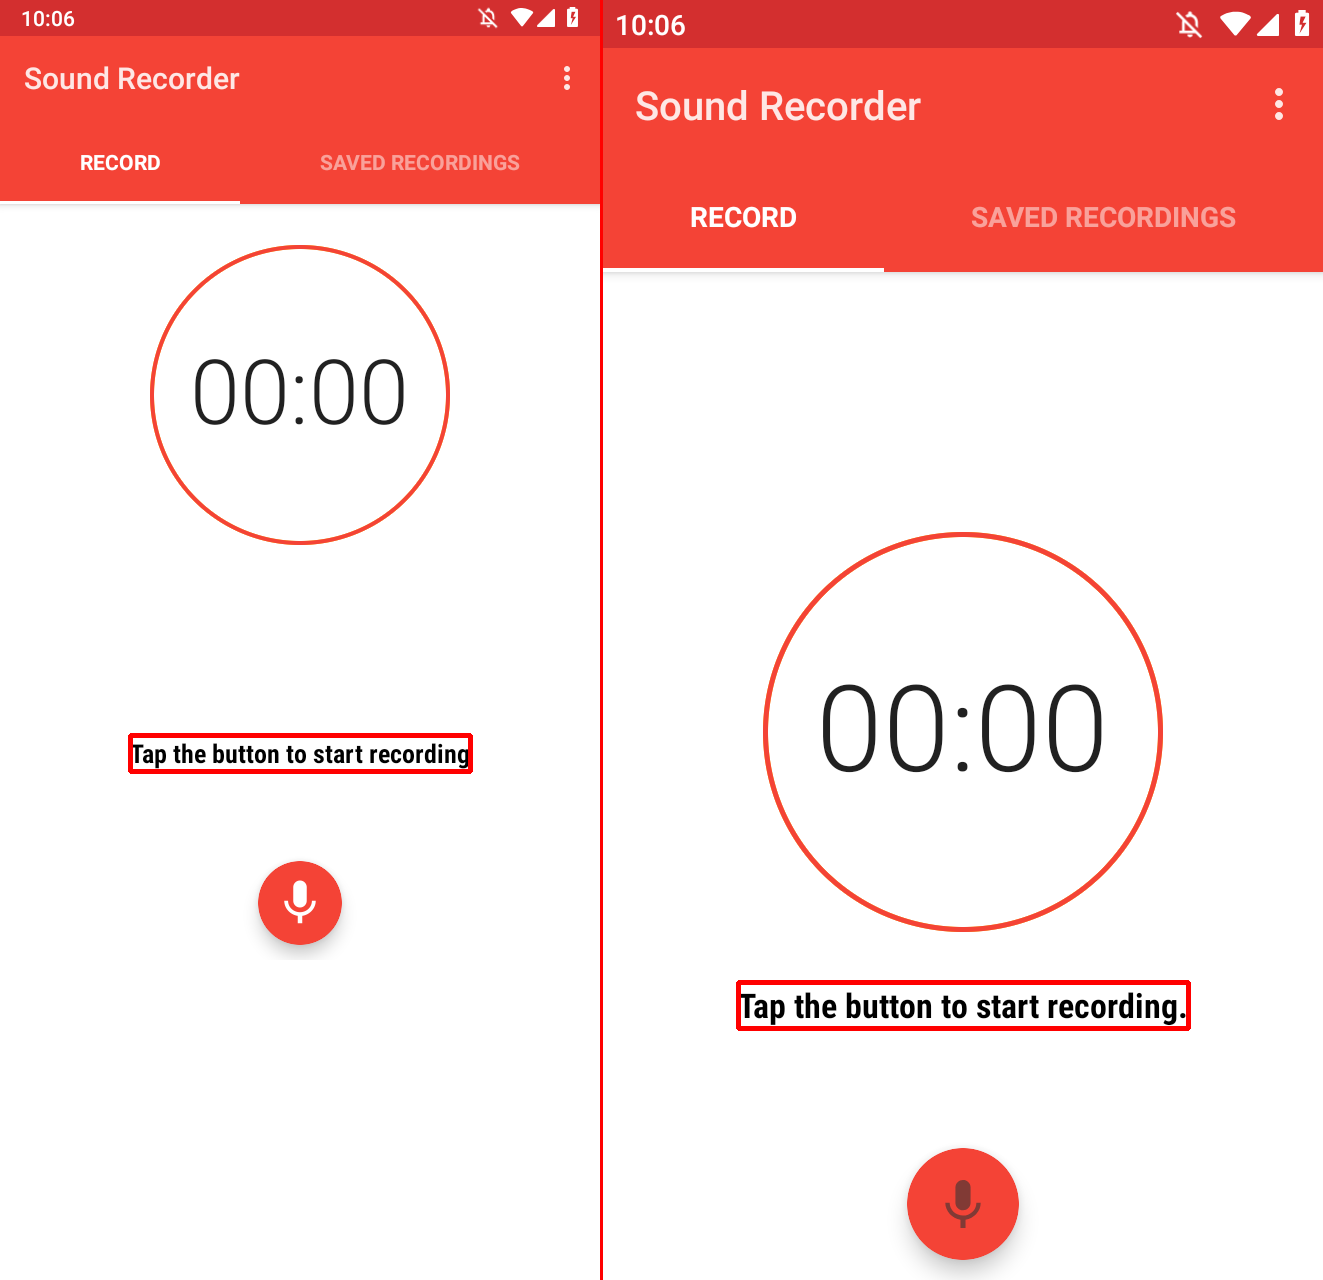 10:06
Sound Recorder
RECORD SAVED RECORDINGS
00:00
Tap the button to start recording
10:06
Sound Recorder
RECORD SAVED RECORDINGS
00:00
Tap the button to start recording.